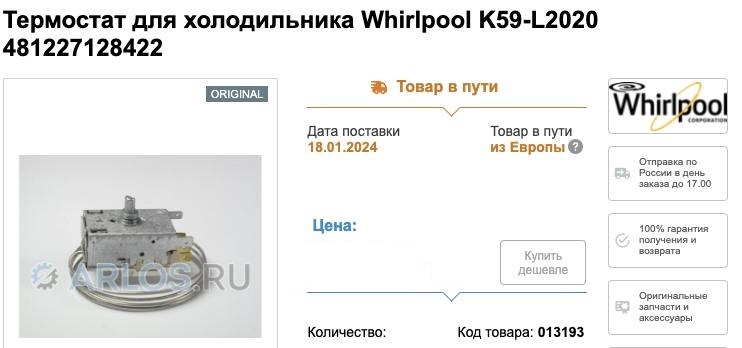 Термостат для холодильника Whirlpool K59-L2020
481227128422
ORIGINAL
ARLOS.RU
Товар в пути
Дата поставки
18.01.2024
Товар в пути
из Европы ?
Цена:
Купить
дешевле
Количество:
Код товара: 013193
Whirlpool
CORPORATION
Отправка по
России в день
заказа до 17.00
100% гарантия
получения и
возврата
Оригинальные
запчасти и
аксессуары